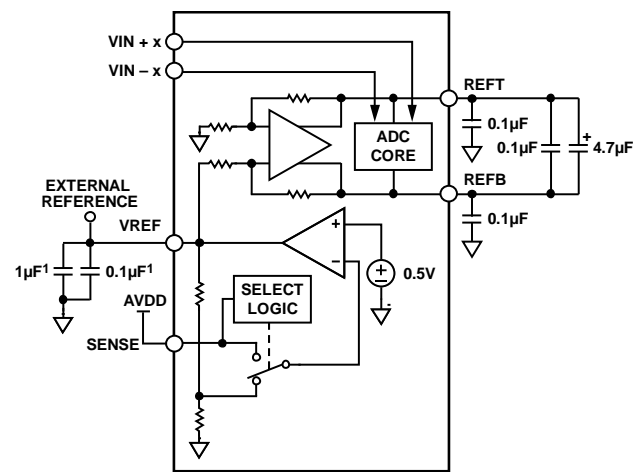 VIN + x
VIN – x
REFT
ADC
CORE
0.1µF
0.1µF
+
4.7µF
REFB
0.1µF
EXTERNAL
REFERENCE
VREF
+
–
+
–
0.5V
1µF1
0.1µF1
SELECT
LOGIC
AVDD
SENSE